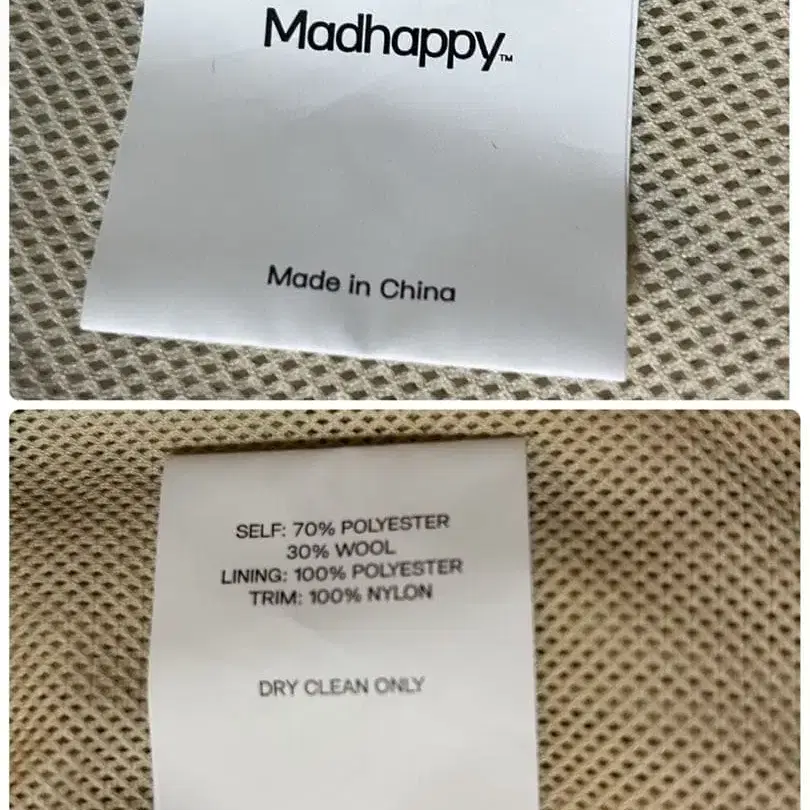 Madhappy™
Made in China
SELF: 70% POLYESTER
30% WOOL
LINING: 100% POLYESTER
TRIM: 100% NYLON
DRY CLEAN ONLY